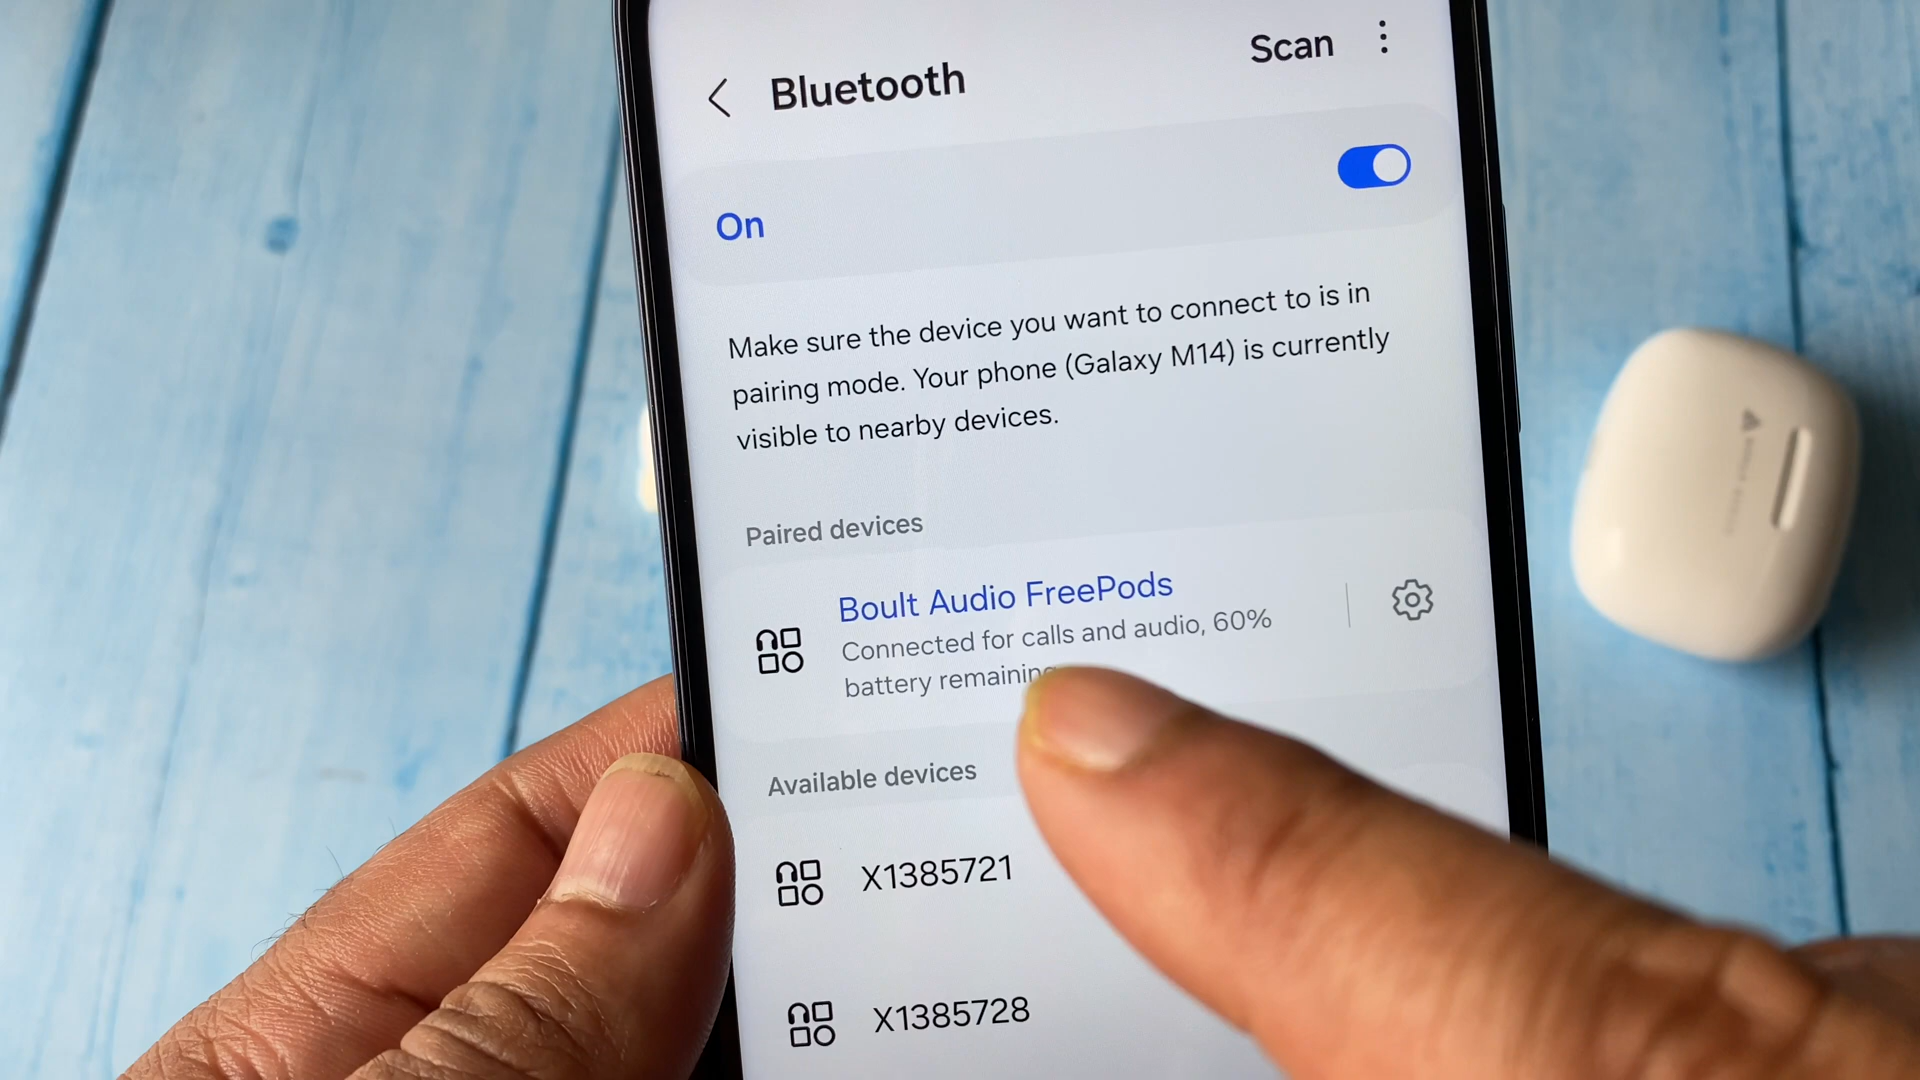 Bluetooth
Scan
On
Make sure the device you want to connect to is in
pairing mode. Your phone (Galaxy M14) is currently
visible to nearby devices.
Paired devices
Boult Audio FreePods
Connected for calls and audio, 60%
battery remaining
Available devices
X1385721
X1385728